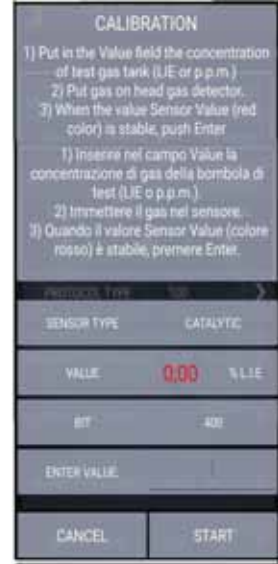 CALIBRATION
1) Put in the Value field the concentration
of test gas tank (LIE or p.p.m.)
2) Put gas on head gas detector.
3) When the value Sensor Value (red
color) is stable, push Enter
1) Inserire nel campo Value la
concentrazione di gas della bombola di
test (LIE o p.p.m.)
2) Immettere il gas nel sensore.
3) Quando il valore Sensor Value (colore
rosso) è stabile, premere Enter.
PROTOCOL TYPE 100
SENSOR TYPE CATALYTIC
VALUE 0,00 % L.I.E
BIT 400
ENTER VALUE
CANCEL START